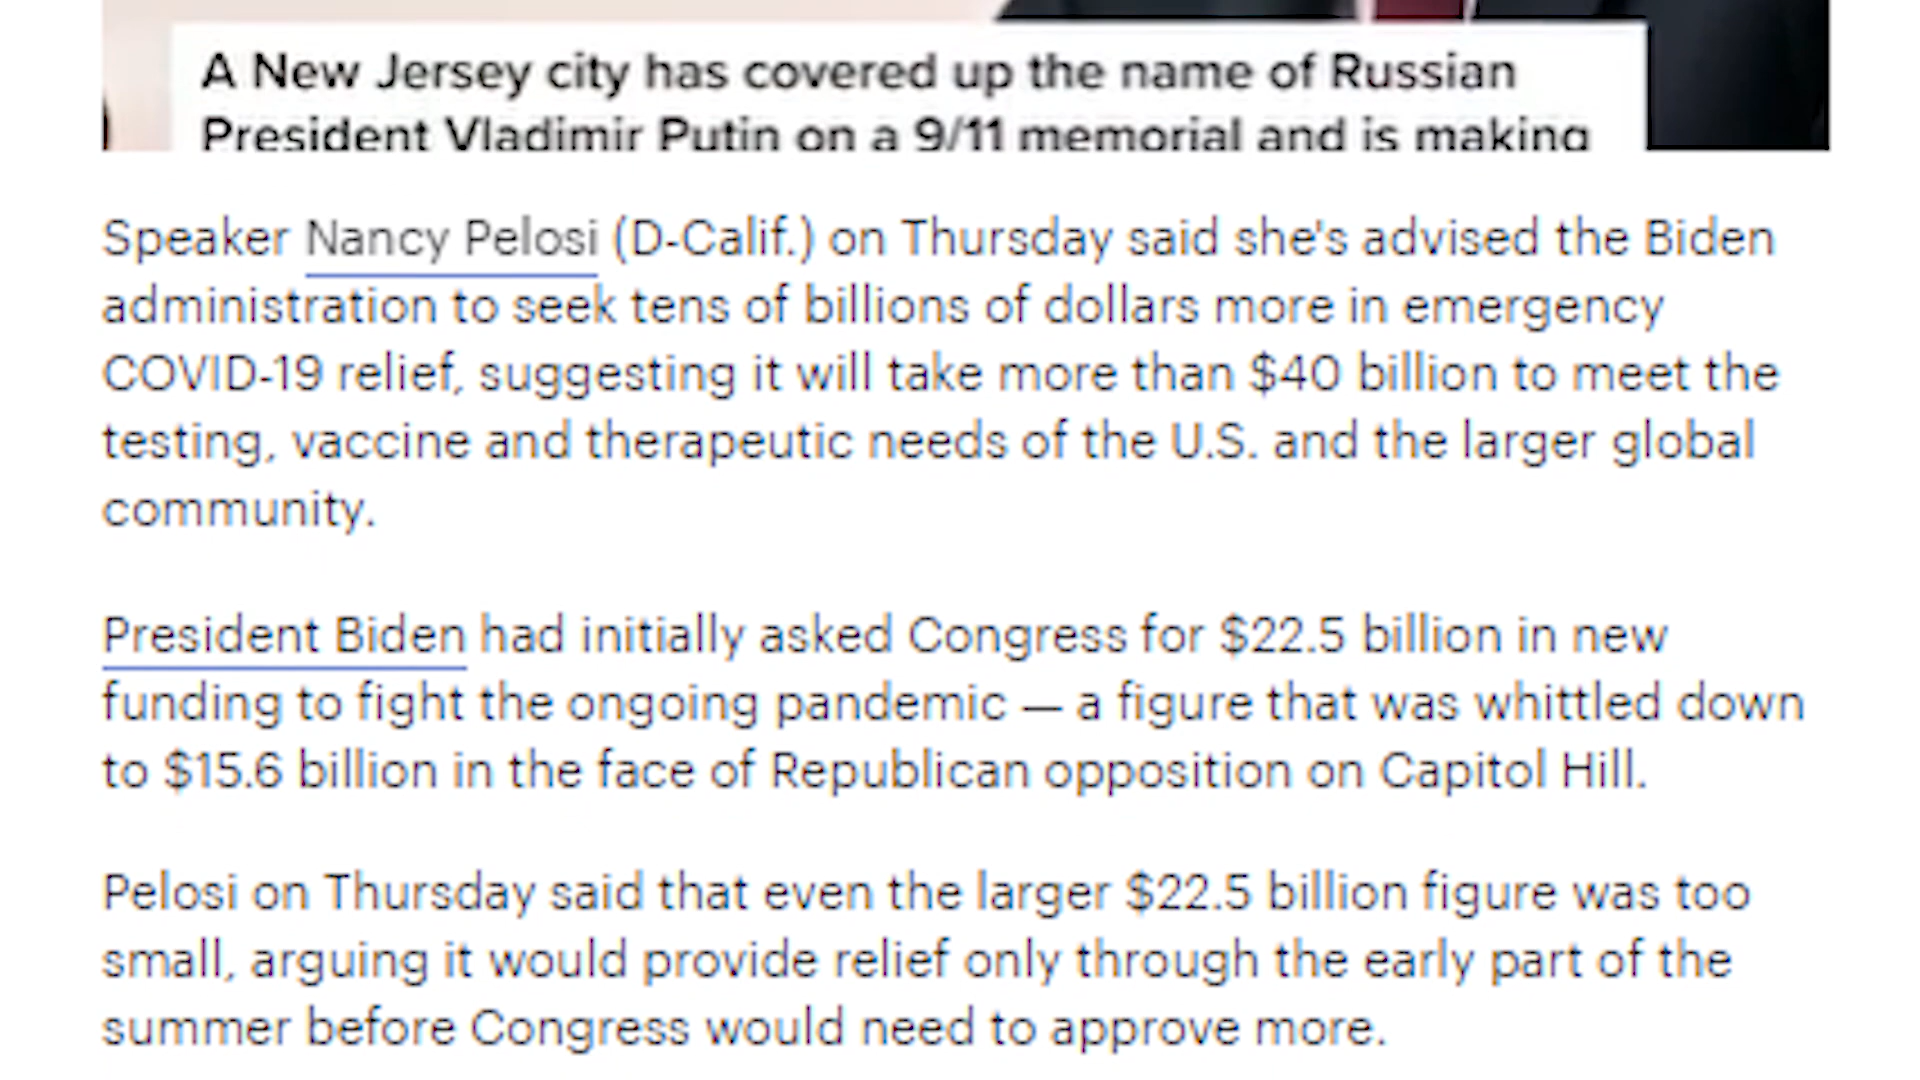 A New Jersey city has covered up the name of Russian
President Vladimir Putin on a 9/11 memorial and is making
Speaker Nancy Pelosi (D-Calif.) on Thursday said she's advised the Biden
administration to seek tens of billions of dollars more in emergency
COVID-19 relief, suggesting it will take more than $40 billion to meet the
testing, vaccine and therapeutic needs of the U.S. and the larger global
community.
President Biden had initially asked Congress for $22.5 billion in new
funding to fight the ongoing pandemic — a figure that was whittled down
to $15.6 billion in the face of Republican opposition on Capitol Hill.
Pelosi on Thursday said that even the larger $22.5 billion figure was too
small, arguing it would provide relief only through the early part of the
summer before Congress would need to approve more.